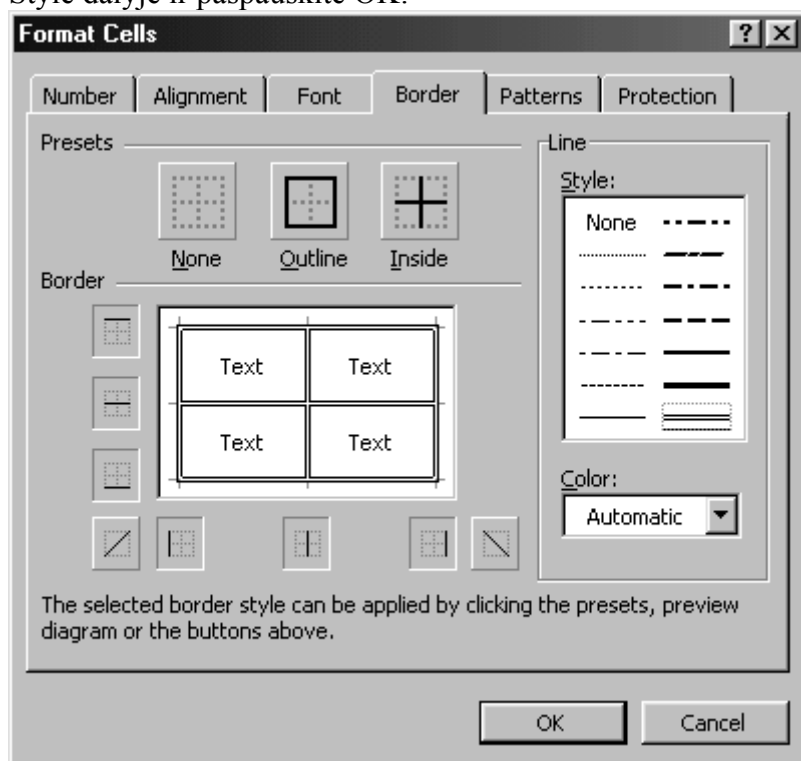 Style dalyje ir paspauskite OK.
Format Cells
Number Alignment Font Border Patterns Protection
Presets
None Outline Inside
Border
Text Text
Text Text
Line
Style:
None
Color:
Automatic
The selected border style can be applied by clicking the presets, preview
diagram or the buttons above.
OK Cancel